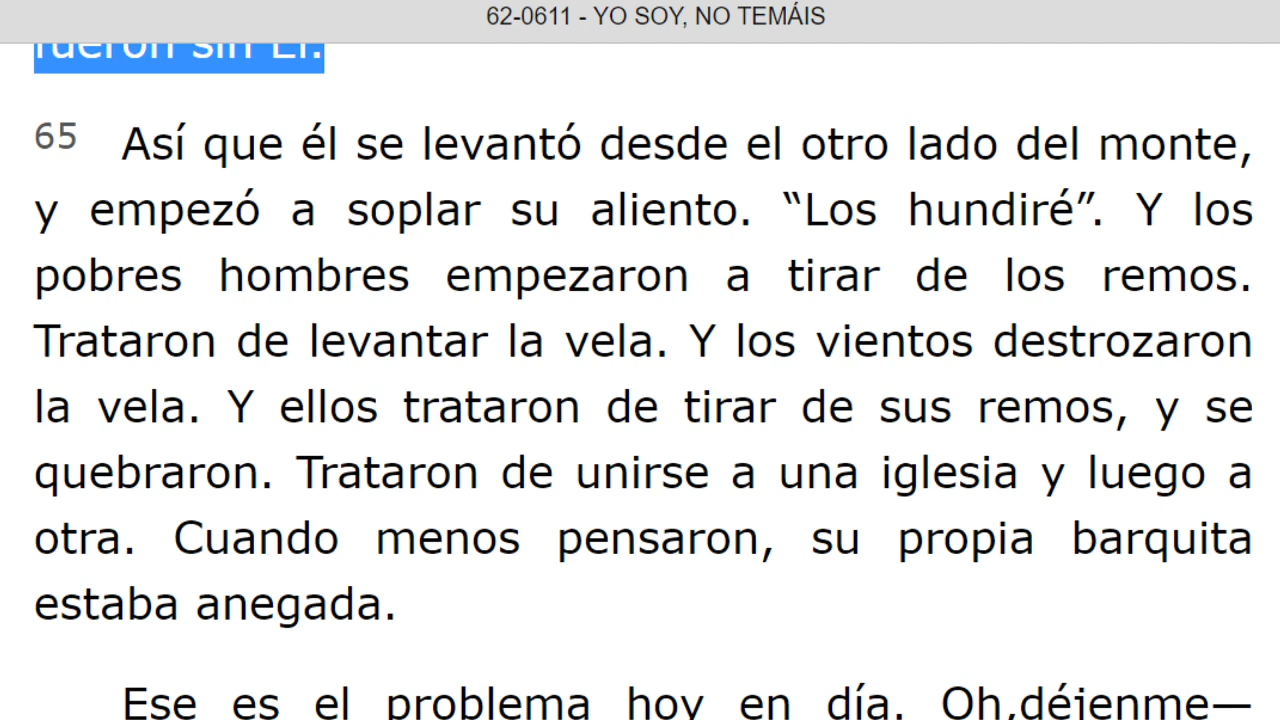 62-0611 - YO SOY, NO TEMÁIS
fueron sin Él.
65 Así que él se levantó desde el otro lado del monte,
y empezó a soplar su aliento. “Los hundiré”. Y los
pobres hombres empezaron a tirar de los remos.
Trataron de levantar la vela. Y los vientos destrozaron
la vela. Y ellos trataron de tirar de sus remos, y se
quebraron. Trataron de unirse a una iglesia y luego a
otra. Cuando menos pensaron, su propia barquita
estaba anegada.
Ese es el problema hoy en día. Oh,déjenme—